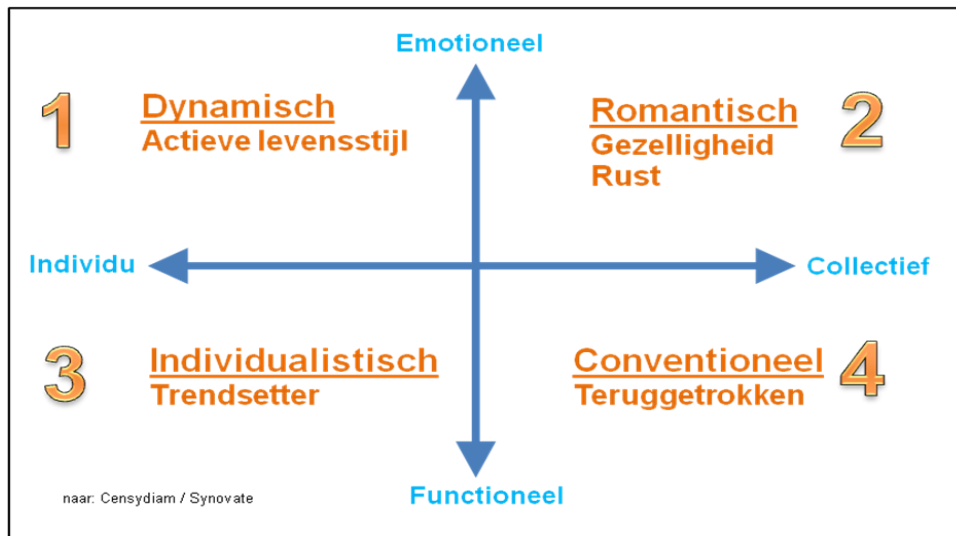 Emotioneel
1
Dynamisch
Actieve levensstijl
Romantisch
Gezelligheid
Rust
2
Individu
Collectief
3
Individualistisch
Trendsetter
Conventioneel
Teruggetrokken
4
Functioneel
naar: Censydiam / Synovate